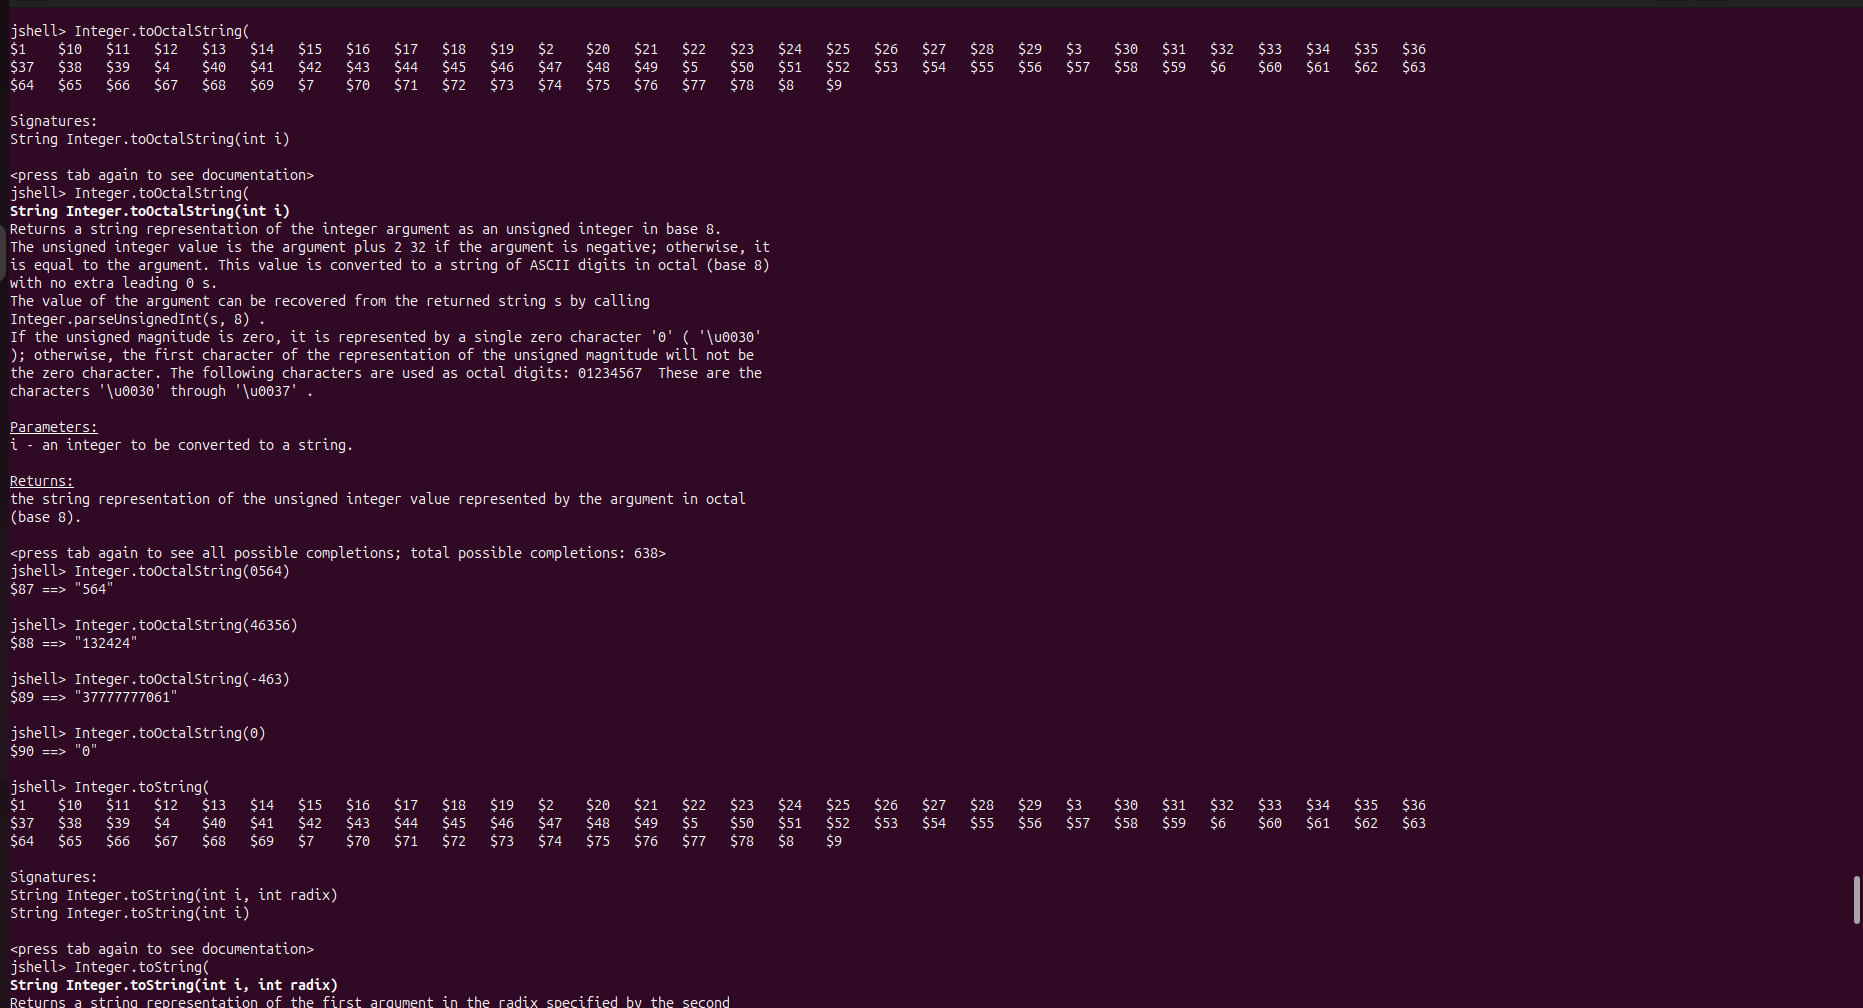 jshell> Integer.toOctalString(
$1    $10   $11   $12   $13   $14   $15   $16   $17   $18   $19   $2    $20   $21   $22   $23   $24   $25   $26   $27   $28   $29   $3    $30   $31   $32   $33   $34   $35   $36
$37   $38   $39   $4    $40   $41   $42   $43   $44   $45   $46   $47   $48   $49   $5    $50   $51   $52   $53   $54   $55   $56   $57   $58   $59   $6    $60   $61   $62   $63
$64   $65   $66   $67   $68   $69   $7    $70   $71   $72   $73   $74   $75   $76   $77   $78   $8    $9
Signatures:
String Integer.toOctalString(int i)
<press tab again to see documentation>
jshell> Integer.toOctalString(
String Integer.toOctalString(int i)
Returns a string representation of the integer argument as an unsigned integer in base 8.
The unsigned integer value is the argument plus 2 32 if the argument is negative; otherwise, it
is equal to the argument. This value is converted to a string of ASCII digits in octal (base 8)
with no extra leading 0 s.
The value of the argument can be recovered from the returned string s by calling
Integer.parseUnsignedInt(s, 8) .
If the unsigned magnitude is zero, it is represented by a single zero character '0' ( '\u0030'
); otherwise, the first character of the representation of the unsigned magnitude will not be
the zero character. The following characters are used as octal digits: 01234567  These are the
characters '\u0030' through '\u0037' .
Parameters:
i - an integer to be converted to a string.
Returns:
the string representation of the unsigned integer value represented by the argument in octal
(base 8).
<press tab again to see all possible completions; total possible completions: 638>
jshell> Integer.toOctalString(0564)
$87 ==> "564"
jshell> Integer.toOctalString(46356)
$88 ==> "132424"
jshell> Integer.toOctalString(-463)
$89 ==> "37777777061"
jshell> Integer.toOctalString(0)
$90 ==> "0"
jshell> Integer.toString(
$1    $10   $11   $12   $13   $14   $15   $16   $17   $18   $19   $2    $20   $21   $22   $23   $24   $25   $26   $27   $28   $29   $3    $30   $31   $32   $33   $34   $35   $36
$37   $38   $39   $4    $40   $41   $42   $43   $44   $45   $46   $47   $48   $49   $5    $50   $51   $52   $53   $54   $55   $56   $57   $58   $59   $6    $60   $61   $62   $63
$64   $65   $66   $67   $68   $69   $7    $70   $71   $72   $73   $74   $75   $76   $77   $78   $8    $9
Signatures:
String Integer.toString(int i, int radix)
String Integer.toString(int i)
<press tab again to see documentation>
jshell> Integer.toString(
String Integer.toString(int i, int radix)
Returns a string representation of the first argument in the radix specified by the second